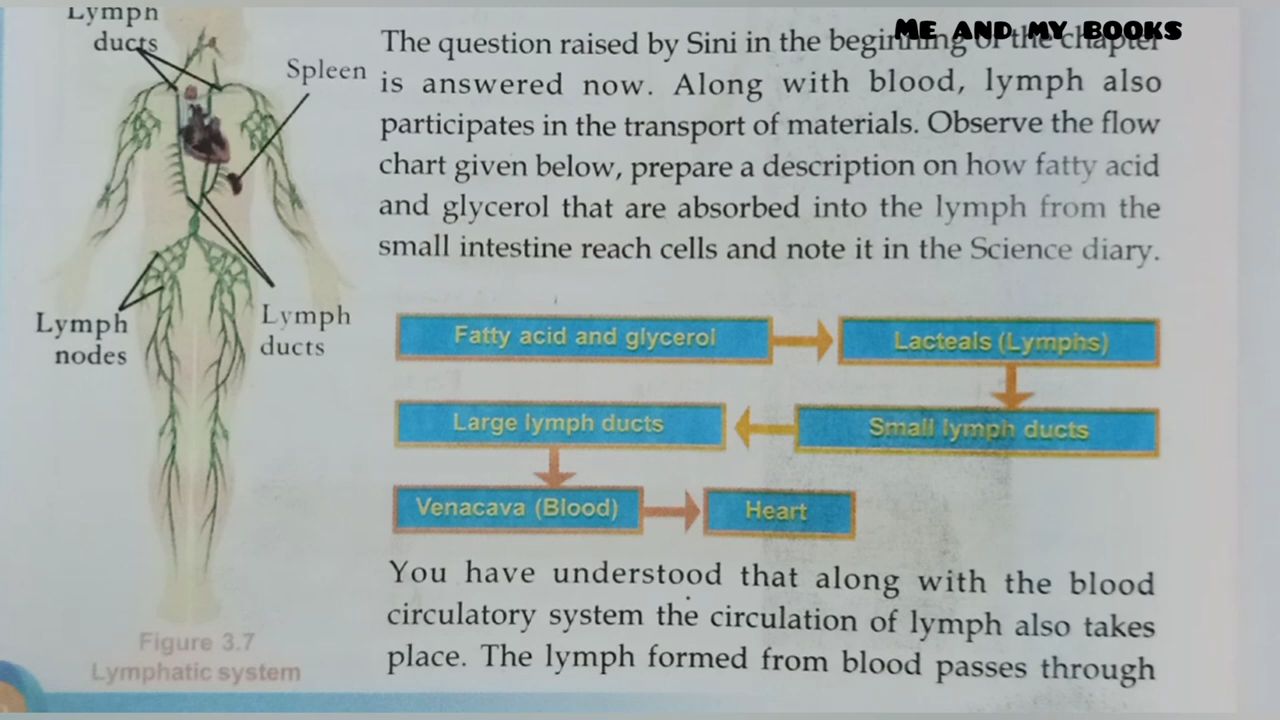 Lymph
ducts
Spleen
Lymph
nodes
Lymph
ducts
Figure 3.7
Lymphatic system
ME AND MY BOOKS
The question raised by Sini in the beginning of the chapter
is answered now. Along with blood, lymph also
participates in the transport of materials. Observe the flow
chart given below, prepare a description on how fatty acid
and glycerol that are absorbed into the lymph from the
small intestine reach cells and note it in the Science diary.
Fatty acid and glycerol
Lacteals (Lymphs)
Large lymph ducts
Small lymph ducts
Venacava (Blood)
Heart
You have understood that along with the blood
circulatory system the circulation of lymph also takes
place. The lymph formed from blood passes through